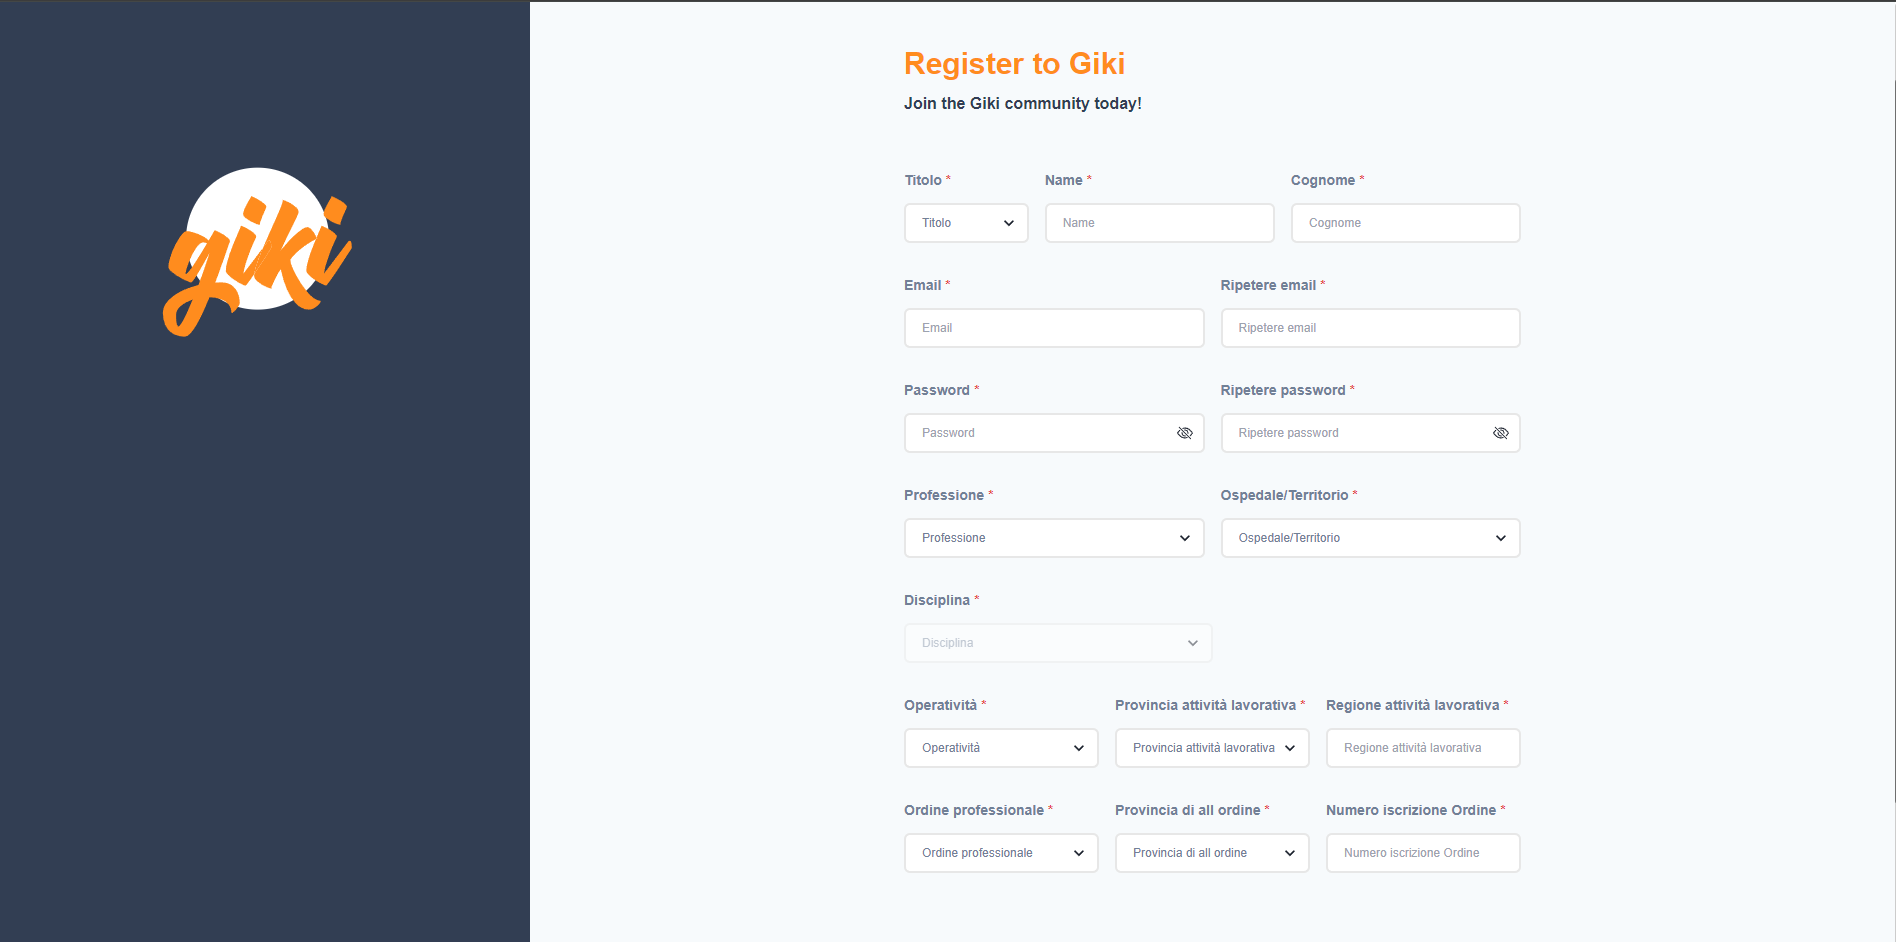 giki
Register to Giki
Join the Giki community today!
Titolo * Name * Cognome *
Titolo Name Cognome
Email * Ripetere email *
Email Ripetere email
Password * Ripetere password *
Password Ripetere password
Professione * Ospedale/Territorio *
Professione Ospedale/Territorio
Disciplina *
Disciplina
Operatività * Provincia attività lavorativa * Regione attività lavorativa *
Operatività Provincia attività lavorativa Regione attività lavorativa
Ordine professionale * Provincia di all ordine * Numero iscrizione Ordine *
Ordine professionale Provincia di all ordine Numero iscrizione Ordine